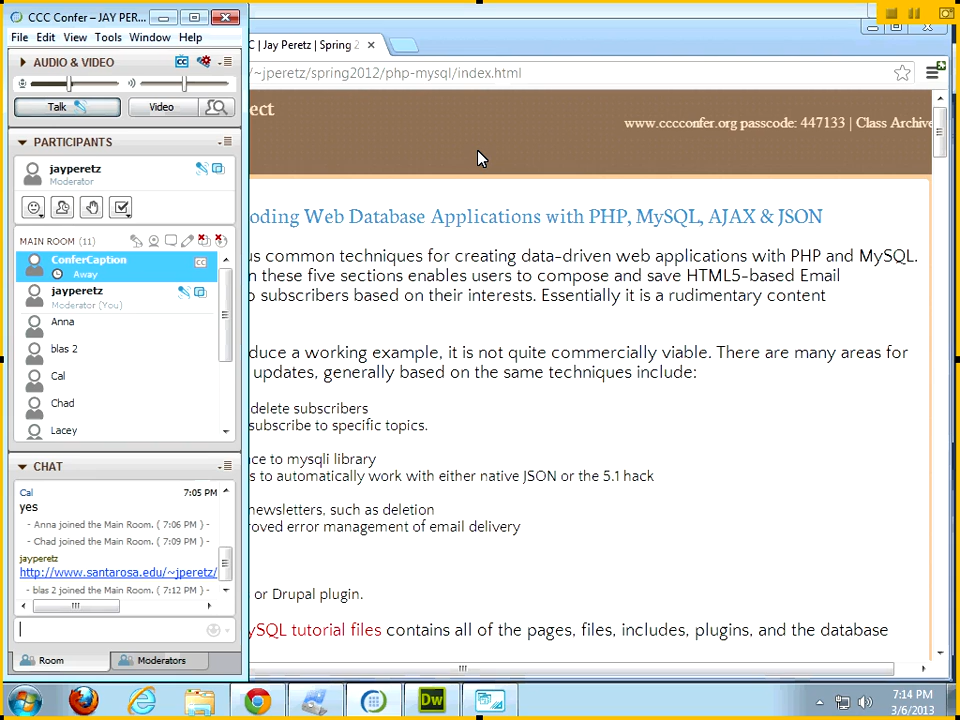 CCC Confer – JAY PER...
File Edit View Tools Window Help
AUDIO & VIDEO
Talk
Video
PARTICIPANTS
jayperetz
Moderator
MAIN ROOM (11)
ConferCaption
Away
jayperetz
Moderator (You)
Anna
blas 2
Cal
Chad
Lacey
CHAT
Cal 7:05 PM
yes
- Anna joined the Main Room. ( 7:06 PM ) -
- Chad joined the Main Room. ( 7:09 PM ) -
jayperetz
http://www.santarosa.edu/~jperetz/
- blas 2 joined the Main Room. ( 7:12 PM ) -
Room
Moderators
C | Jay Peretz | Spring 2
/~jperetz/spring2012/php-mysql/index.html
ect
www.cccconfer.org passcode: 447133 | Class Archive
oding Web Database Applications with PHP, MySQL, AJAX & JSON
us common techniques for creating data-driven web applications with PHP and MySQL.
n these five sections enables users to compose and save HTML5-based Email
o subscribers based on their interests. Essentially it is a rudimentary content
duce a working example, it is not quite commercially viable. There are many areas for
updates, generally based on the same techniques include:
delete subscribers
subscribe to specific topics.
ce to mysqli library
s to automatically work with either native JSON or the 5.1 hack
newsletters, such as deletion
roved error management of email delivery
or Drupal plugin.
ySQL tutorial files contains all of the pages, files, includes, plugins, and the database
Dw
7:14 PM
3/6/2013